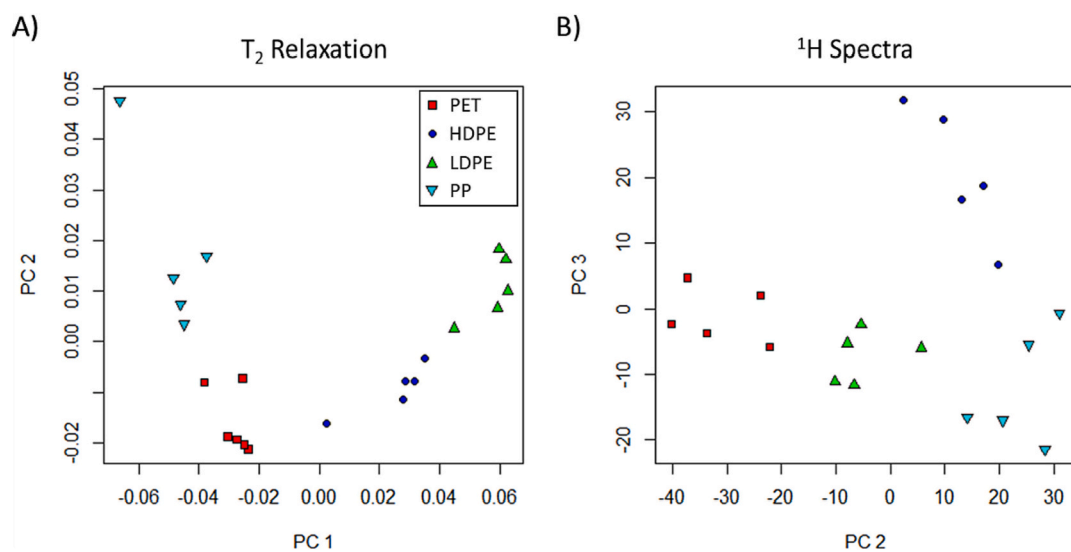 A)
T₂ Relaxation
0.05
0.04
0.03
0.02
0.01
0.00
-0.02
PC 2
PET
HDPE
LDPE
PP
-0.06 -0.04 -0.02 0.00 0.02 0.04 0.06
PC 1
B)
¹H Spectra
30
20
10
0
-10
-20
PC 3
-40 -30 -20 -10 0 10 20 30
PC 2